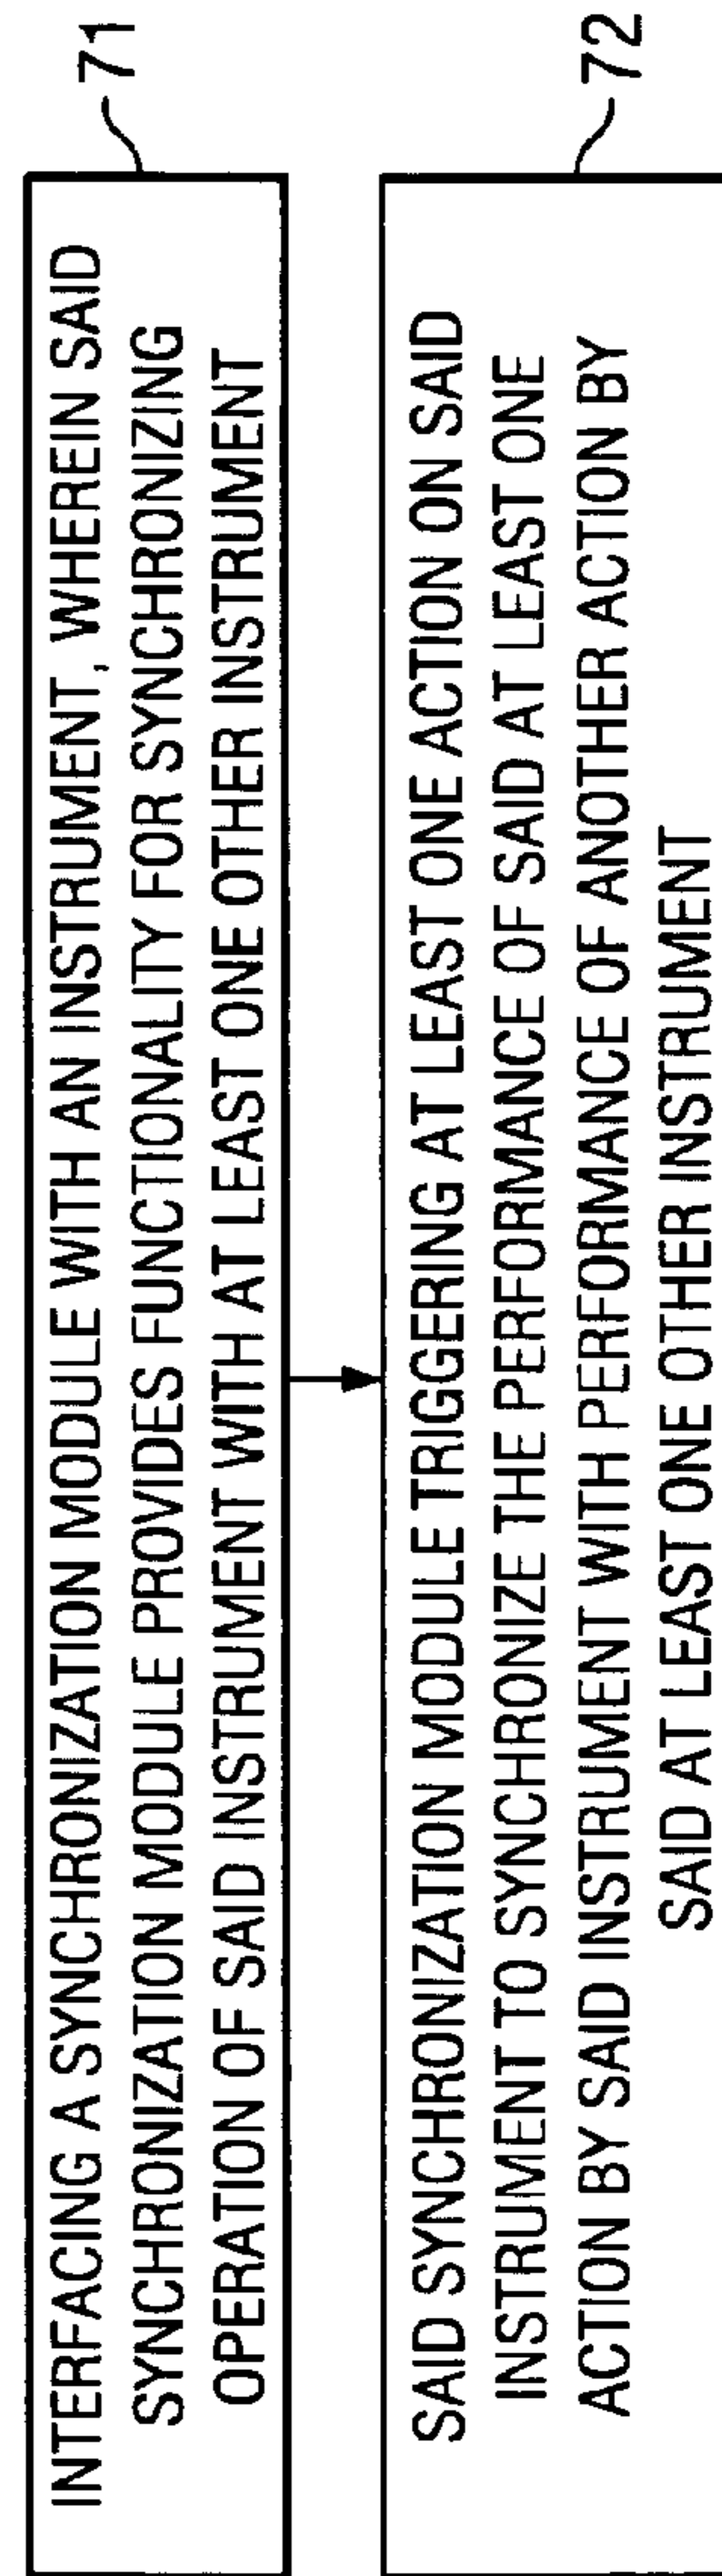 INTERFACING A SYNCHRONIZATION MODULE WITH AN INSTRUMENT, WHEREIN SAID
SYNCHRONIZATION MODULE PROVIDES FUNCTIONALITY FOR SYNCHRONIZING
OPERATION OF SAID INSTRUMENT WITH AT LEAST ONE OTHER INSTRUMENT
71
SAID SYNCHRONIZATION MODULE TRIGGERING AT LEAST ONE ACTION ON SAID
INSTRUMENT TO SYNCHRONIZE THE PERFORMANCE OF SAID AT LEAST ONE
ACTION BY SAID INSTRUMENT WITH PERFORMANCE OF ANOTHER ACTION BY
SAID AT LEAST ONE OTHER INSTRUMENT
72